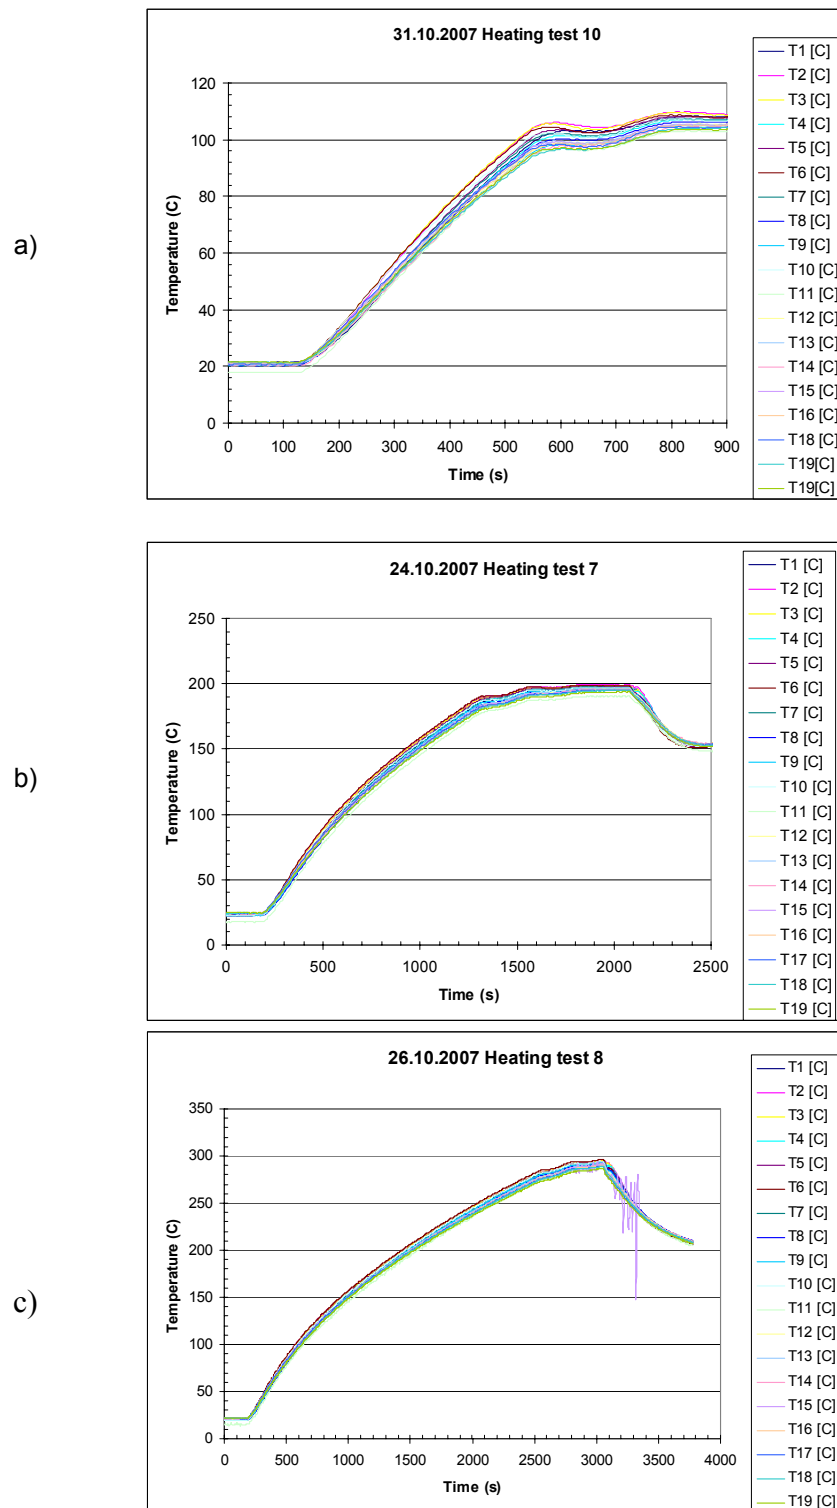 a)
31.10.2007 Heating test 10
120
100
80
60
40
20
0
0 100 200 300 400 500 600 700 800 900
Temperature (C)
Time (s)
T1 [C]
T2 [C]
T3 [C]
T4 [C]
T5 [C]
T6 [C]
T7 [C]
T8 [C]
T9 [C]
T10 [C]
T11 [C]
T12 [C]
T13 [C]
T14 [C]
T15 [C]
T16 [C]
T18 [C]
T19[C]
T19[C]
b)
24.10.2007 Heating test 7
250
200
150
100
50
0
0 500 1000 1500 2000 2500
Temperature (C)
Time (s)
T1 [C]
T2 [C]
T3 [C]
T4 [C]
T5 [C]
T6 [C]
T7 [C]
T8 [C]
T9 [C]
T10 [C]
T11 [C]
T12 [C]
T13 [C]
T14 [C]
T15 [C]
T16 [C]
T17 [C]
T18 [C]
T19 [C]
c)
26.10.2007 Heating test 8
350
300
250
200
150
100
50
0
0 500 1000 1500 2000 2500 3000 3500 4000
Temperature (C)
Time (s)
T1 [C]
T2 [C]
T3 [C]
T4 [C]
T5 [C]
T6 [C]
T7 [C]
T8 [C]
T9 [C]
T10 [C]
T11 [C]
T12 [C]
T13 [C]
T14 [C]
T15 [C]
T16 [C]
T17 [C]
T18 [C]
T19 [C]